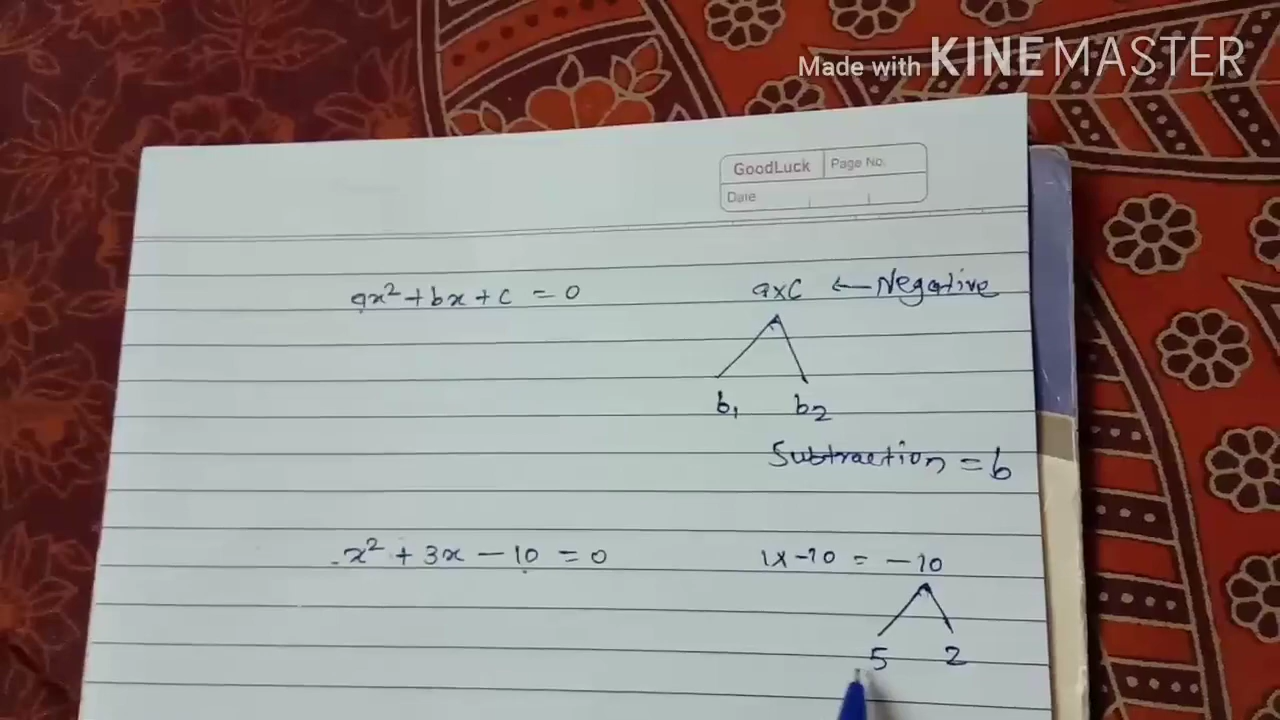 Made with KINEMASTER
GoodLuck Page No.
Date
ax² + bx + c = 0
a×c ← Negative
b₁ b₂
Subtraction = b
x² + 3x - 10 = 0
1×-10 = -10
5 2